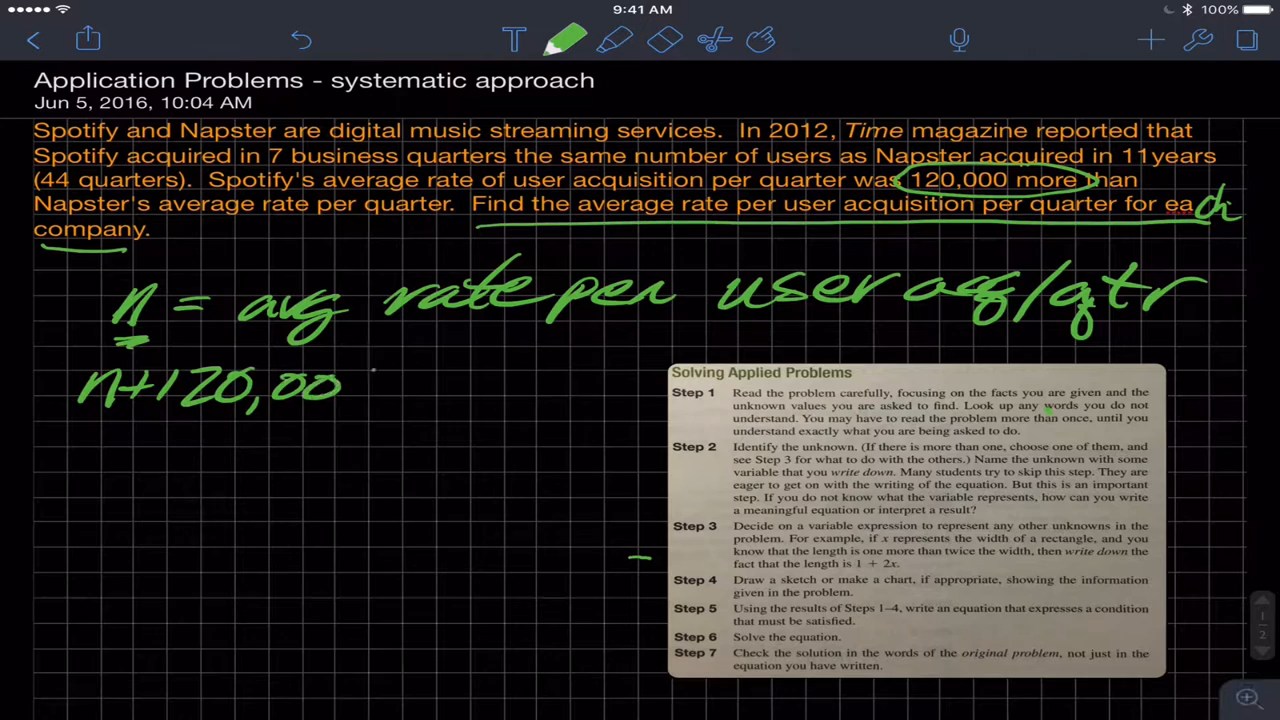 9:41 AM
100%
Application Problems - systematic approach
Jun 5, 2016, 10:04 AM
Spotify and Napster are digital music streaming services. In 2012, Time magazine reported that
Spotify acquired in 7 business quarters the same number of users as Napster acquired in 11years
(44 quarters). Spotify's average rate of user acquisition per quarter was 120,000 more than
Napster's average rate per quarter. Find the average rate per user acquisition per quarter for each
company.
n = avg rate per user acq/qtr
n+120,00
Solving Applied Problems
Step 1 Read the problem carefully, focusing on the facts you are given and the
unknown values you are asked to find. Look up any words you do not
understand. You may have to read the problem more than once, until you
understand exactly what you are being asked to do.
Step 2 Identify the unknown. (If there is more than one, choose one of them, and
see Step 3 for what to do with the others.) Name the unknown with some
variable that you write down. Many students try to skip this step. They are
eager to get on with the writing of the equation. But this is an important
step. If you do not know what the variable represents, how can you write
a meaningful equation or interpret a result?
Step 3 Decide on a variable expression to represent any other unknowns in the
problem. For example, if x represents the width of a rectangle, and you
know that the length is one more than twice the width, then write down the
fact that the length is 1 + 2x.
Step 4 Draw a sketch or make a chart, if appropriate, showing the information
given in the problem.
Step 5 Using the results of Steps 1–4, write an equation that expresses a condition
that must be satisfied.
Step 6 Solve the equation.
Step 7 Check the solution in the words of the original problem, not just in the
equation you have written.
1
2